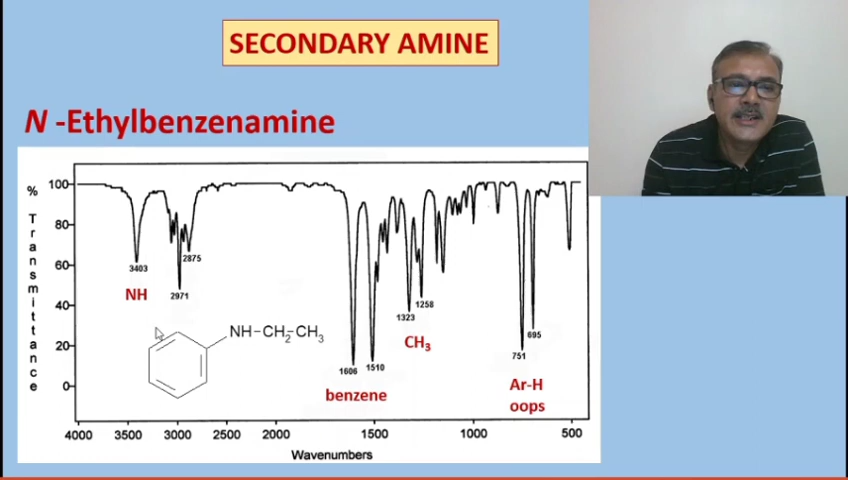 SECONDARY AMINE
N -Ethylbenzenamine
% Transmittance
100
80
60
40
20
0
3403
NH
2971
2875
NH-CH2-CH3
1606
1510
benzene
1323
1258
CH3
751
695
Ar-H
oops
4000 3500 3000 2500 2000 1500 1000 500
Wavenumbers